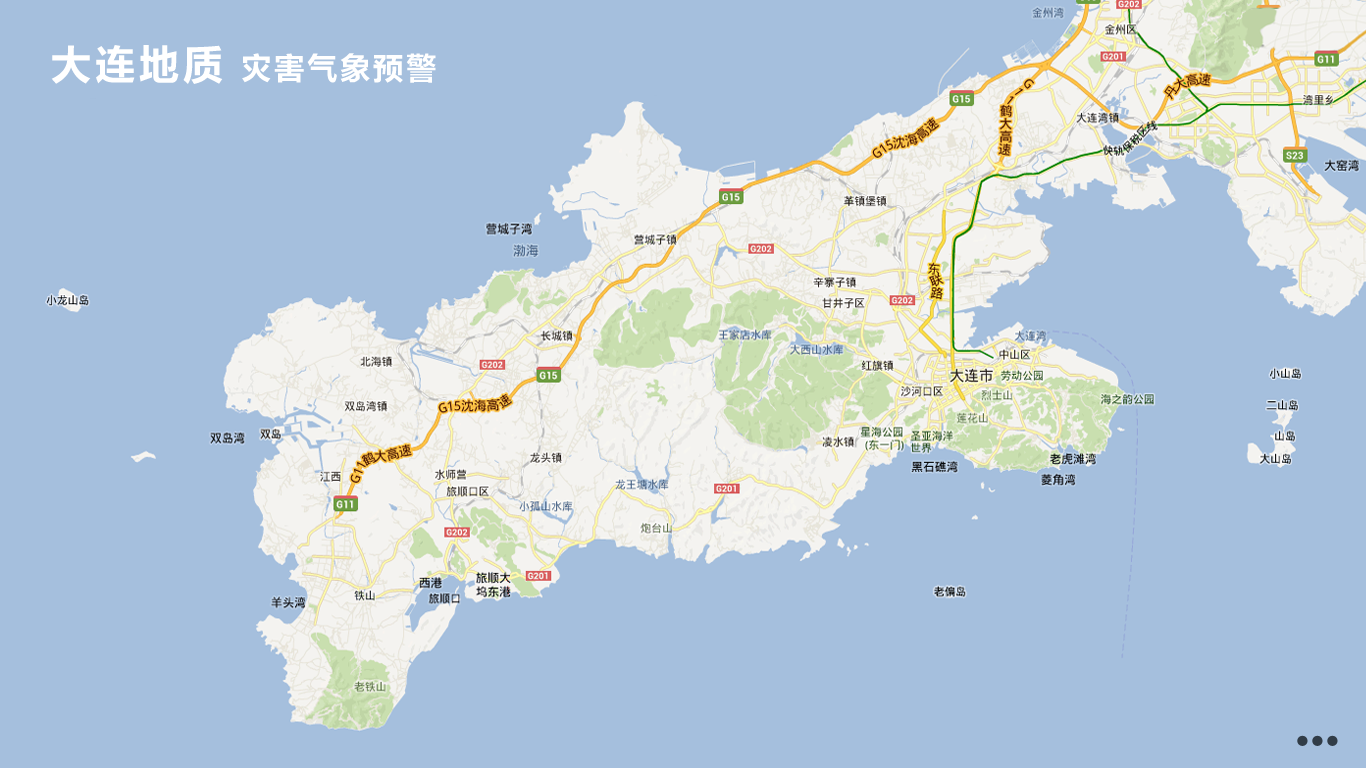 大连地质 灾害气象预警
金州湾
G202
金州区
G201
G11
丹大高速
G15
G11鹤大高速
湾里乡
大连湾镇
G15沈海高速
快轨保税区线
S23
大窑湾
G15
革镇堡镇
营城子湾
渤海
营城子镇
G202
东跃路
小龙山岛
辛寨子镇
甘井子区
G202
长城镇
王家店水库
大西山水库
大连湾
中山区
北海镇
G202
G15
红旗镇
大连市
劳动公园
小山岛
沙河口区
烈士山
海之韵公园
双岛湾镇
G15沈海高速
二山岛
莲花山
双岛湾
双岛
凌水镇
星海公园
(东一门)
圣亚海洋
世界
山岛
G11鹤大高速
龙头镇
黑石礁湾
老虎滩湾
大山岛
江西
水师营
旅顺口区
龙王塘水库
G201
菱角湾
G11
小孤山水库
炮台山
G202
西港
旅顺大
坞东港
G201
羊头湾
铁山
旅顺口
老偏岛
老铁山